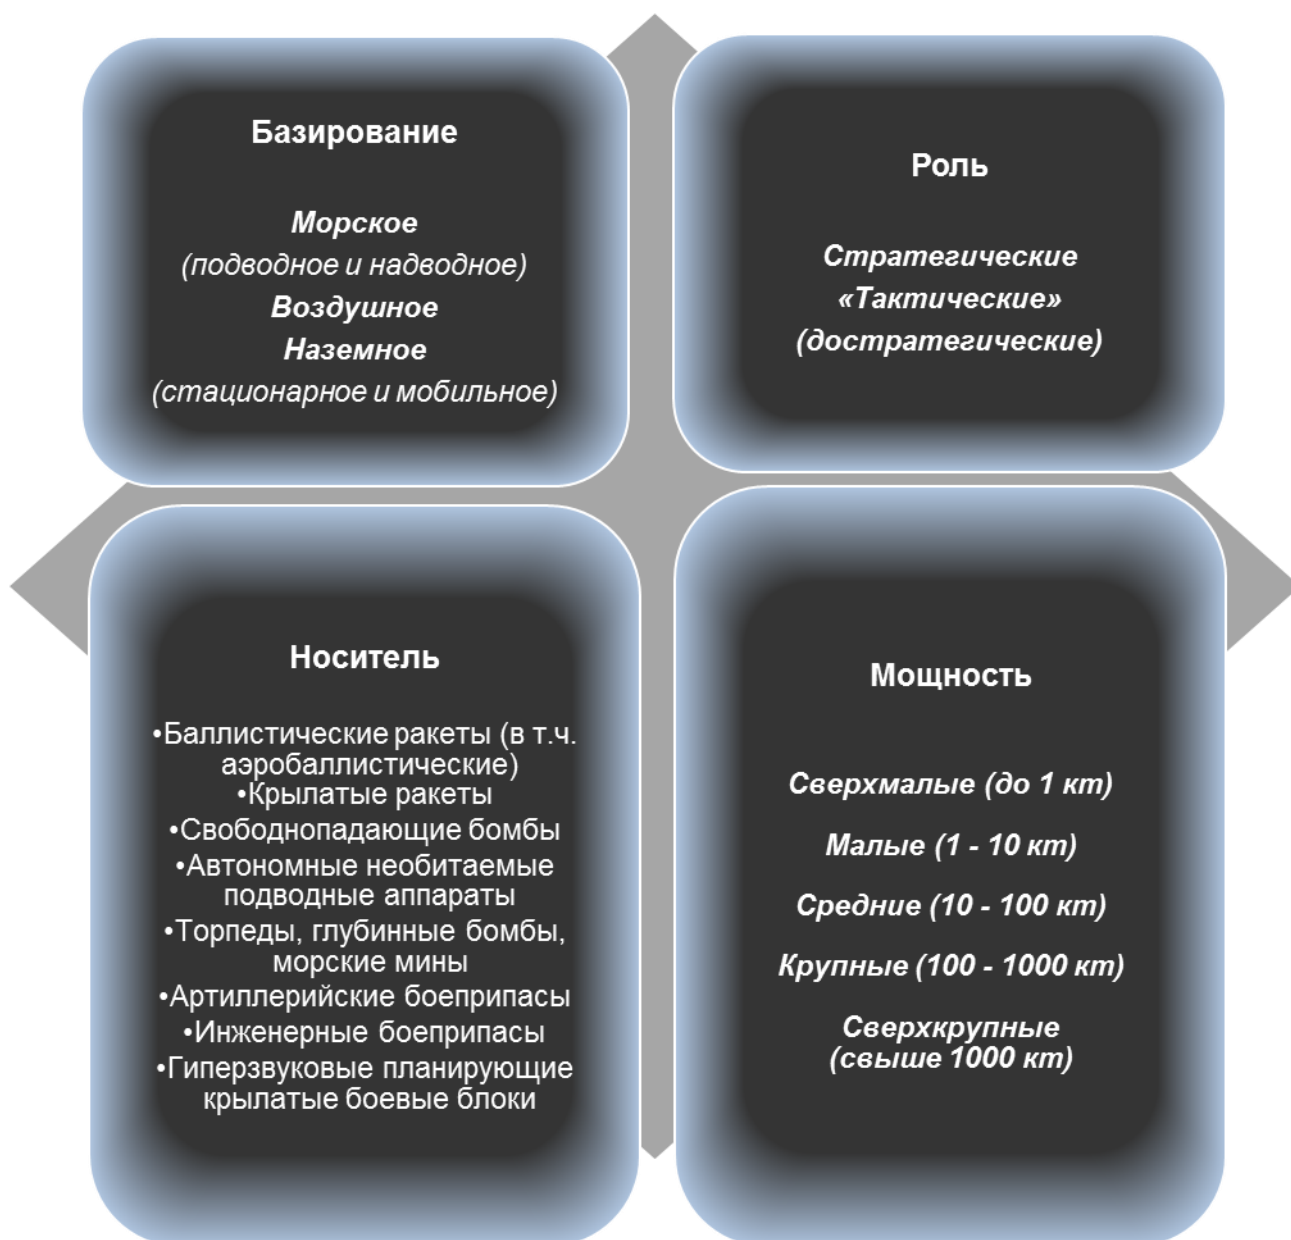 Базирование
Морское
(подводное и надводное)
Воздушное
Наземное
(стационарное и мобильное)
Роль
Стратегические
«Тактические»
(достратегические)
Носитель
•Баллистические ракеты (в т.ч.
аэробаллистические)
•Крылатые ракеты
•Свободнопадающие бомбы
•Автономные необитаемые
подводные аппараты
•Торпеды, глубинные бомбы,
морские мины
•Артиллерийские боеприпасы
•Инженерные боеприпасы
•Гиперзвуковые планирующие
крылатые боевые блоки
Мощность
Сверхмалые (до 1 кт)
Малые (1 - 10 кт)
Средние (10 - 100 кт)
Крупные (100 - 1000 кт)
Сверхкрупные
(свыше 1000 кт)